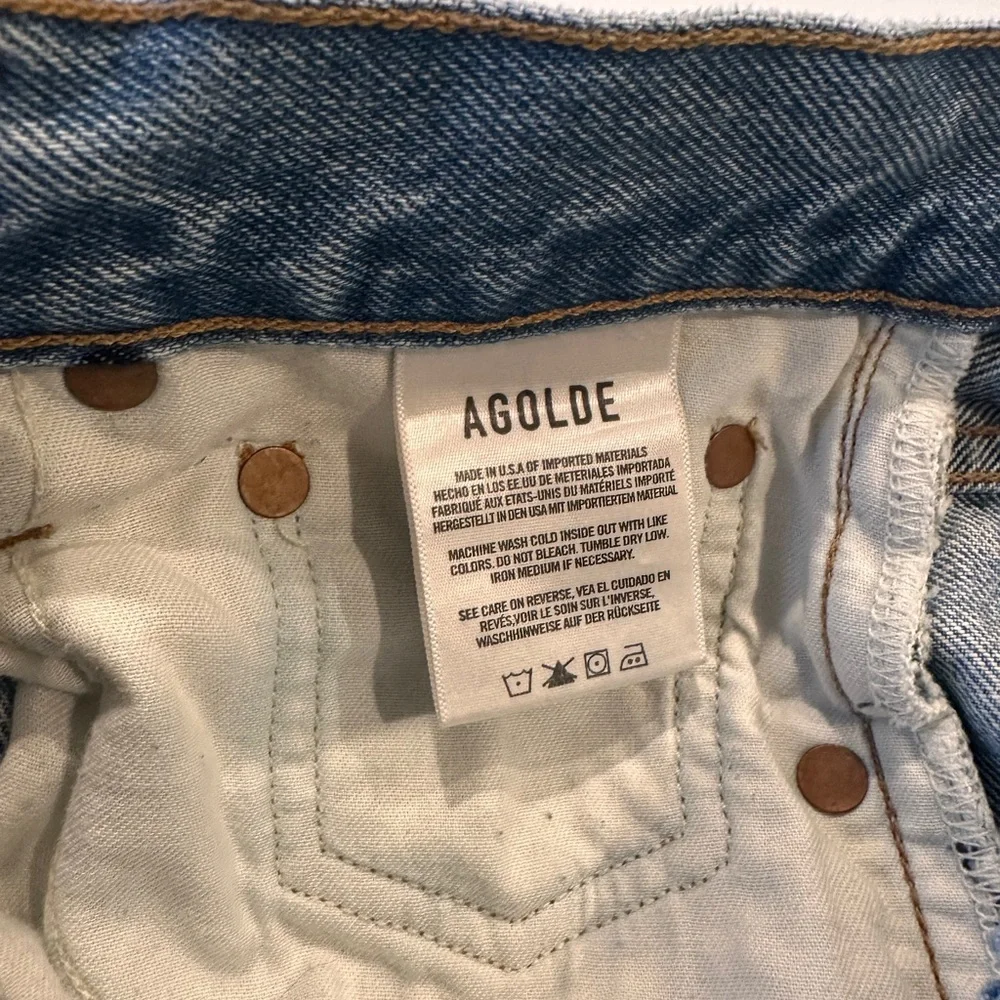 AGOLDE
MADE IN U.S.A OF IMPORTED MATERIALS
HECHO EN LOS EE.UU DE METERIALES IMPORTADA
FABRIQUÉ AUX ETATS-UNIS DU MATÉRIELS IMPORTÉ
HERGESTELLT IN DEN USA MIT IMPORTIERTEM MATERIAL
MACHINE WASH COLD INSIDE OUT WITH LIKE
COLORS. DO NOT BLEACH. TUMBLE DRY LOW.
IRON MEDIUM IF NECESSARY.
SEE CARE ON REVERSE, VEA EL CUIDADO EN
REVÉS,VOIR LE SOIN SUR L'INVERSE,
WASCHHINWEISE AUF DER RÜCKSEITE